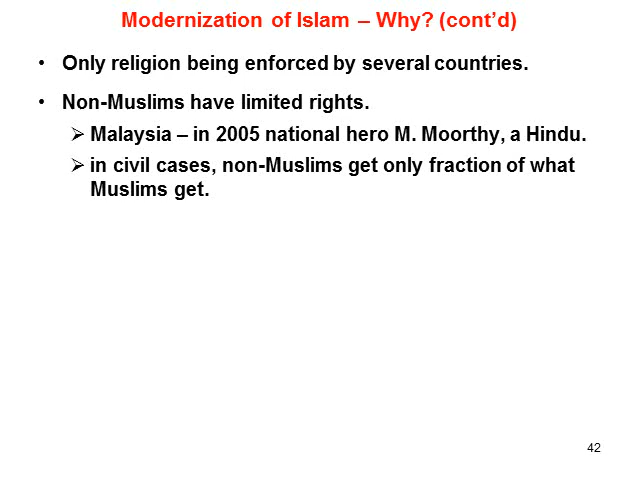 Modernization of Islam – Why? (cont’d)
• Only religion being enforced by several countries.
• Non-Muslims have limited rights.
➢ Malaysia – in 2005 national hero M. Moorthy, a Hindu.
➢ in civil cases, non-Muslims get only fraction of what
Muslims get.
42